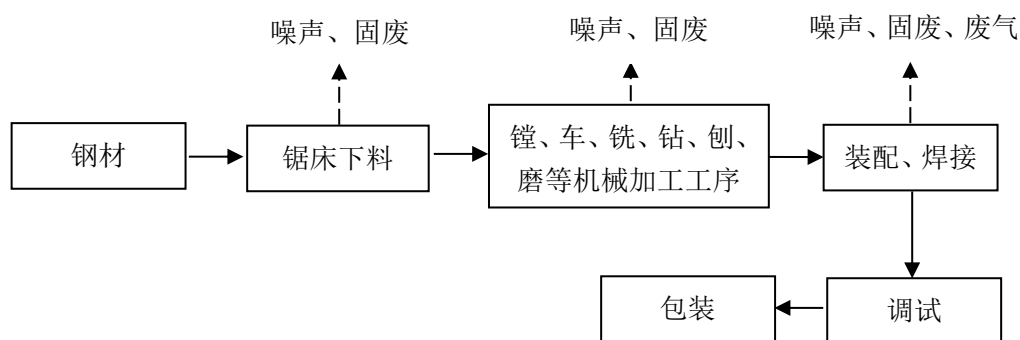 噪声、固废
噪声、固废
噪声、固废、废气
钢材
锯床下料
镗、车、铣、钻、刨、
磨等机械加工工序
装配、焊接
包装
调试